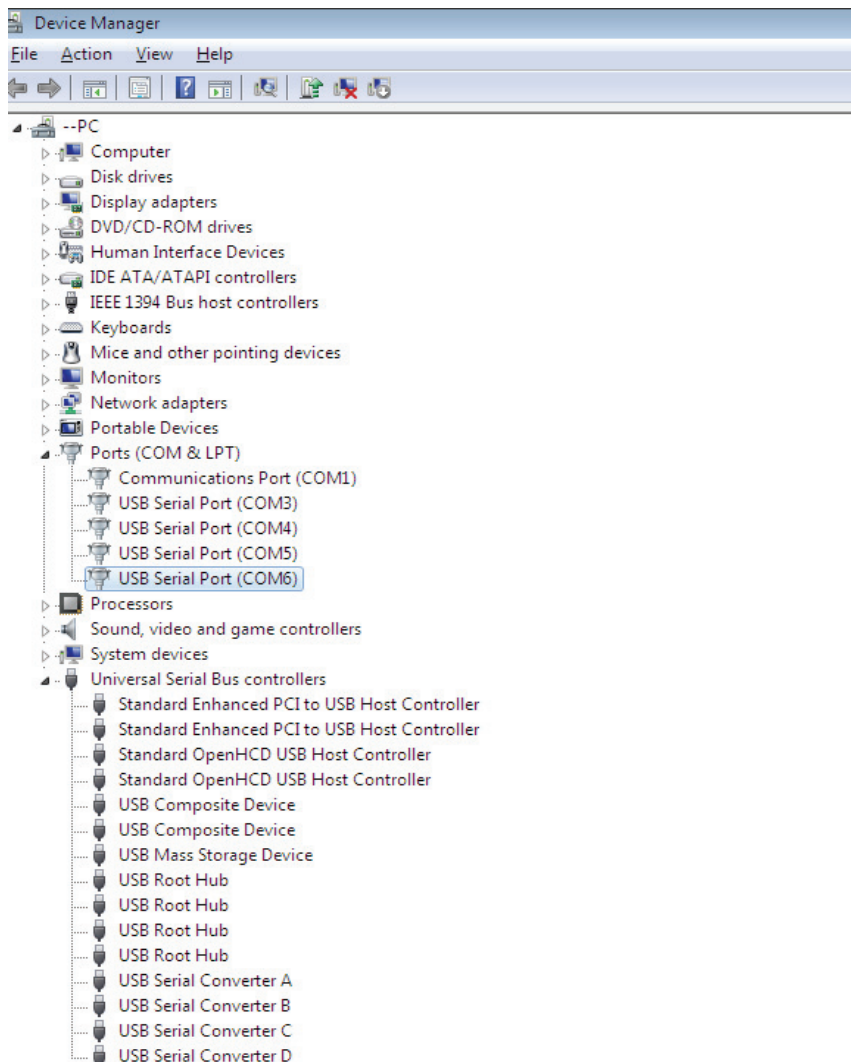 Device Manager
File Action View Help
--PC
Computer
Disk drives
Display adapters
DVD/CD-ROM drives
Human Interface Devices
IDE ATA/ATAPI controllers
IEEE 1394 Bus host controllers
Keyboards
Mice and other pointing devices
Monitors
Network adapters
Portable Devices
Ports (COM & LPT)
Communications Port (COM1)
USB Serial Port (COM3)
USB Serial Port (COM4)
USB Serial Port (COM5)
USB Serial Port (COM6)
Processors
Sound, video and game controllers
System devices
Universal Serial Bus controllers
Standard Enhanced PCI to USB Host Controller
Standard Enhanced PCI to USB Host Controller
Standard OpenHCD USB Host Controller
Standard OpenHCD USB Host Controller
USB Composite Device
USB Composite Device
USB Mass Storage Device
USB Root Hub
USB Root Hub
USB Root Hub
USB Root Hub
USB Serial Converter A
USB Serial Converter B
USB Serial Converter C
USB Serial Converter D